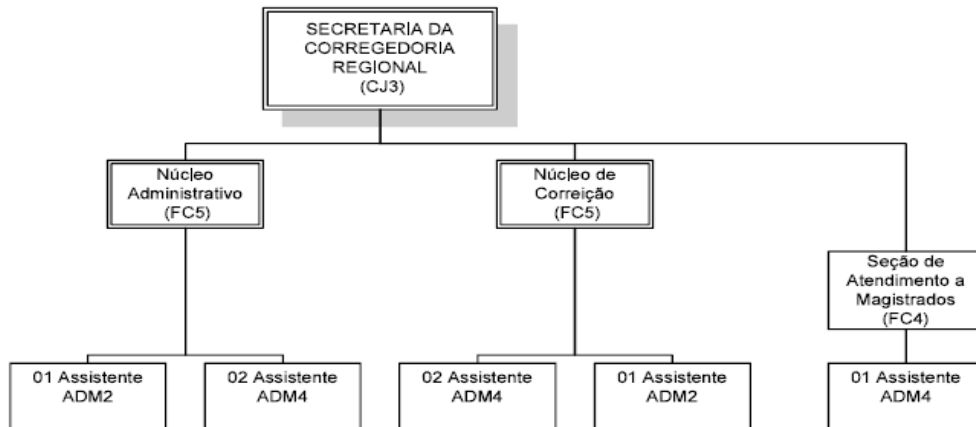 SECRETARIA DA
CORREGEDORIA
REGIONAL
(CJ3)
Núcleo
Administrativo
(FC5)
Núcleo de
Correição
(FC5)
Seção de
Atendimento a
Magistrados
(FC4)
01 Assistente
ADM2
02 Assistente
ADM4
02 Assistente
ADM4
01 Assistente
ADM2
01 Assistente
ADM4